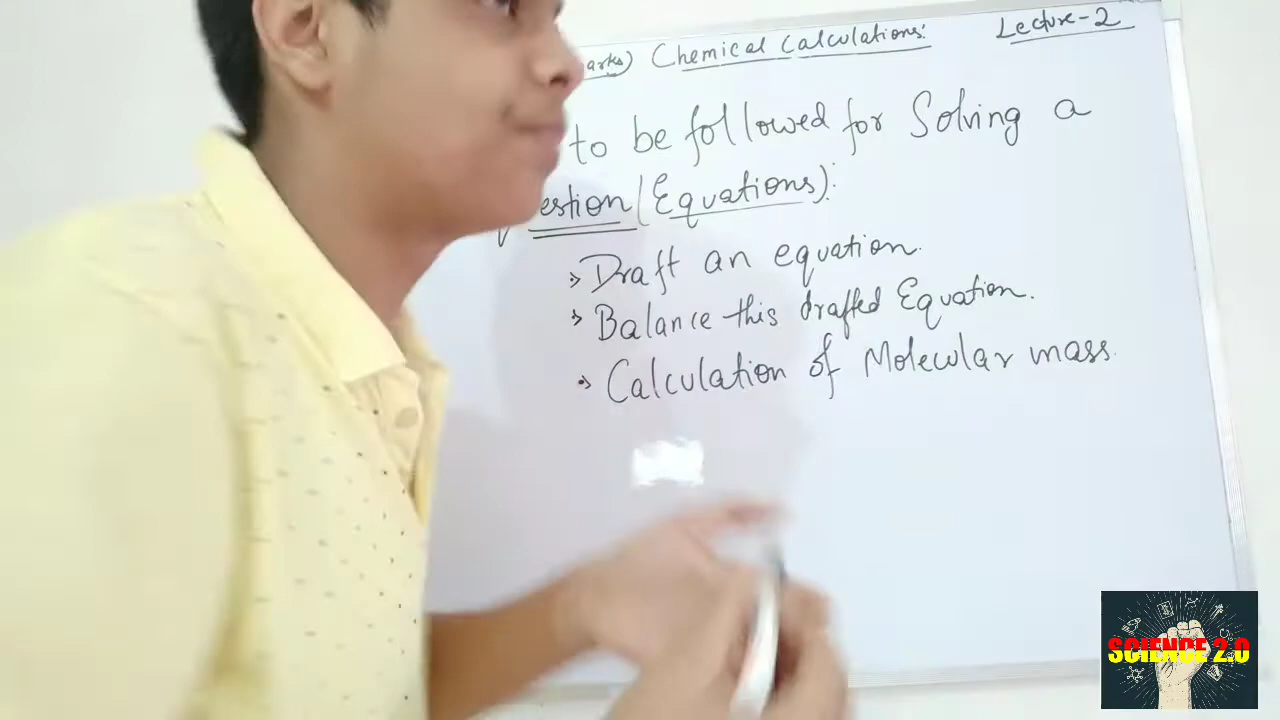 arks) Chemical Calculations: Lecture-2
to be followed for Solving a
estion (Equations):
Draft an equation.
Balance this drafted Equation.
Calculation of Molecular mass.
SCIENCE 2.0